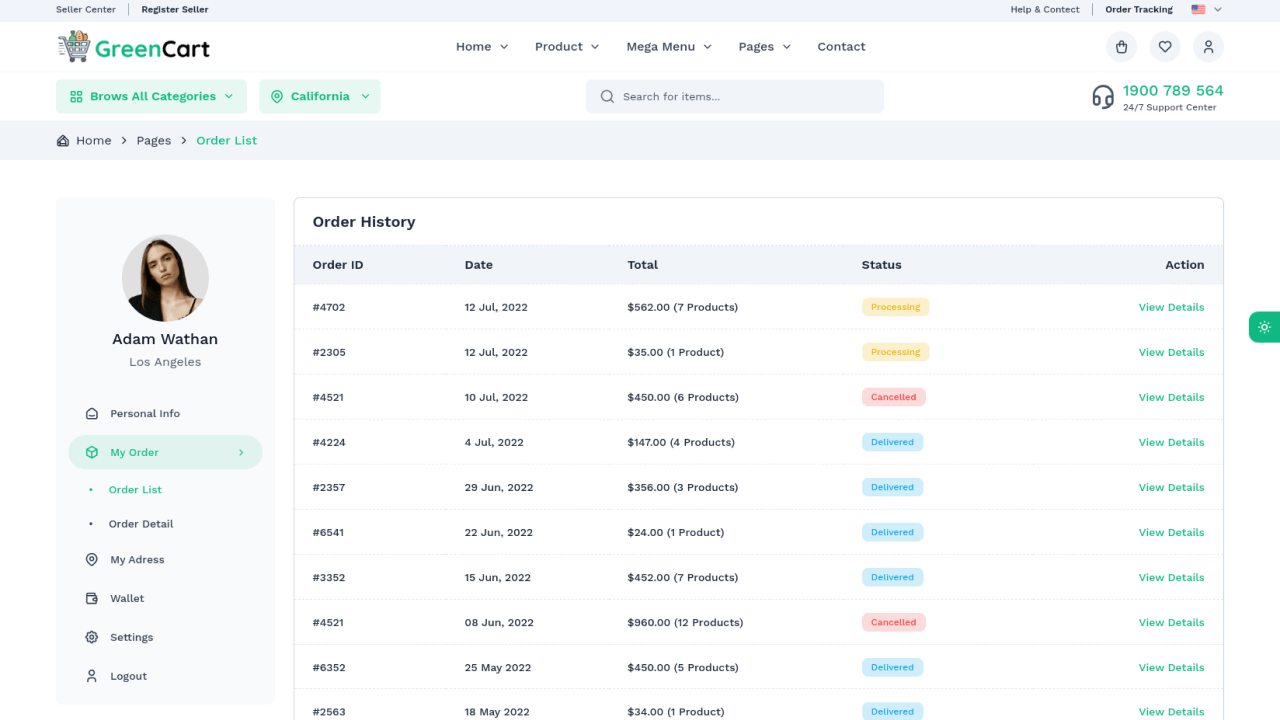 Seller Center Register Seller Help & Contect Order Tracking
GreenCart Home Product Mega Menu Pages Contact
Brows All Categories California Search for items... 1900 789 564
24/7 Support Center
Home Pages Order List
Adam Wathan
Los Angeles
Personal Info
My Order
Order List
Order Detail
My Adress
Wallet
Settings
Logout
Order History
Order ID Date Total Status Action
#4702 12 Jul, 2022 $562.00 (7 Products) Processing View Details
#2305 12 Jul, 2022 $35.00 (1 Product) Processing View Details
#4521 10 Jul, 2022 $450.00 (6 Products) Cancelled View Details
#4224 4 Jul, 2022 $147.00 (4 Products) Delivered View Details
#2357 29 Jun, 2022 $356.00 (3 Products) Delivered View Details
#6541 22 Jun, 2022 $24.00 (1 Product) Delivered View Details
#3352 15 Jun, 2022 $452.00 (7 Products) Delivered View Details
#4521 08 Jun, 2022 $960.00 (12 Products) Cancelled View Details
#6352 25 May 2022 $450.00 (5 Products) Delivered View Details
#2563 18 May 2022 $34.00 (1 Product) Delivered View Details